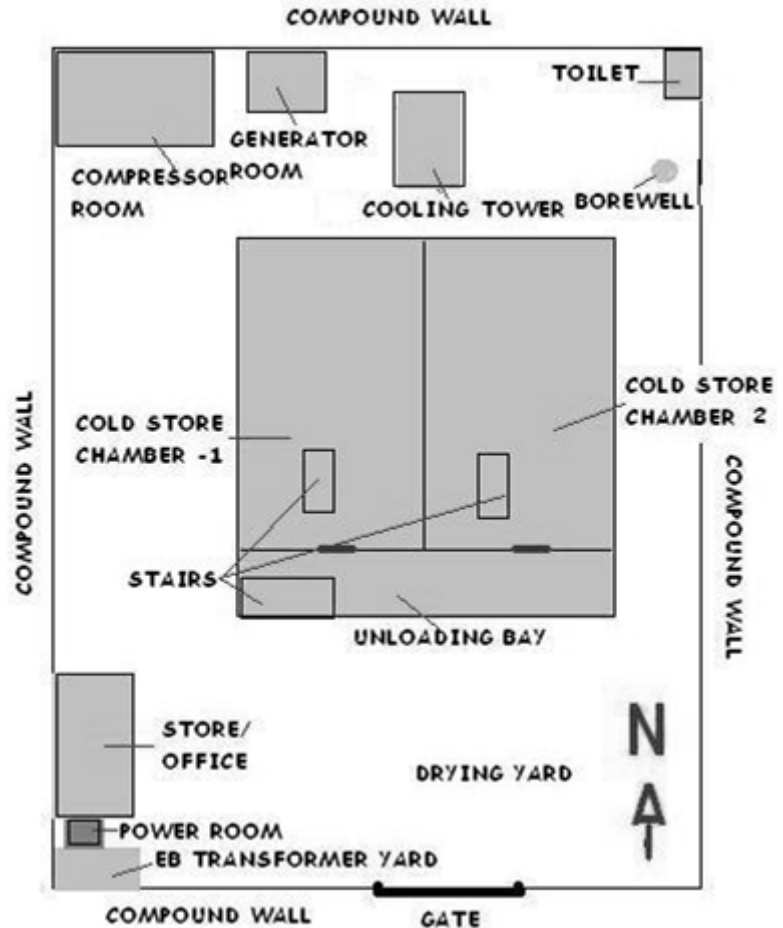 COMPOUND WALL
TOILET
GENERATOR
ROOM
COMPRESSOR
ROOM
COOLING TOWER
BOREWELL
COLD STORE
CHAMBER 2
COLD STORE
CHAMBER -1
COMPOUND WALL
COMPOUND WALL
STAIRS
UNLOADING BAY
STORE/
OFFICE
N
DRYING YARD
POWER ROOM
EB TRANSFORMER YARD
COMPOUND WALL
GATE